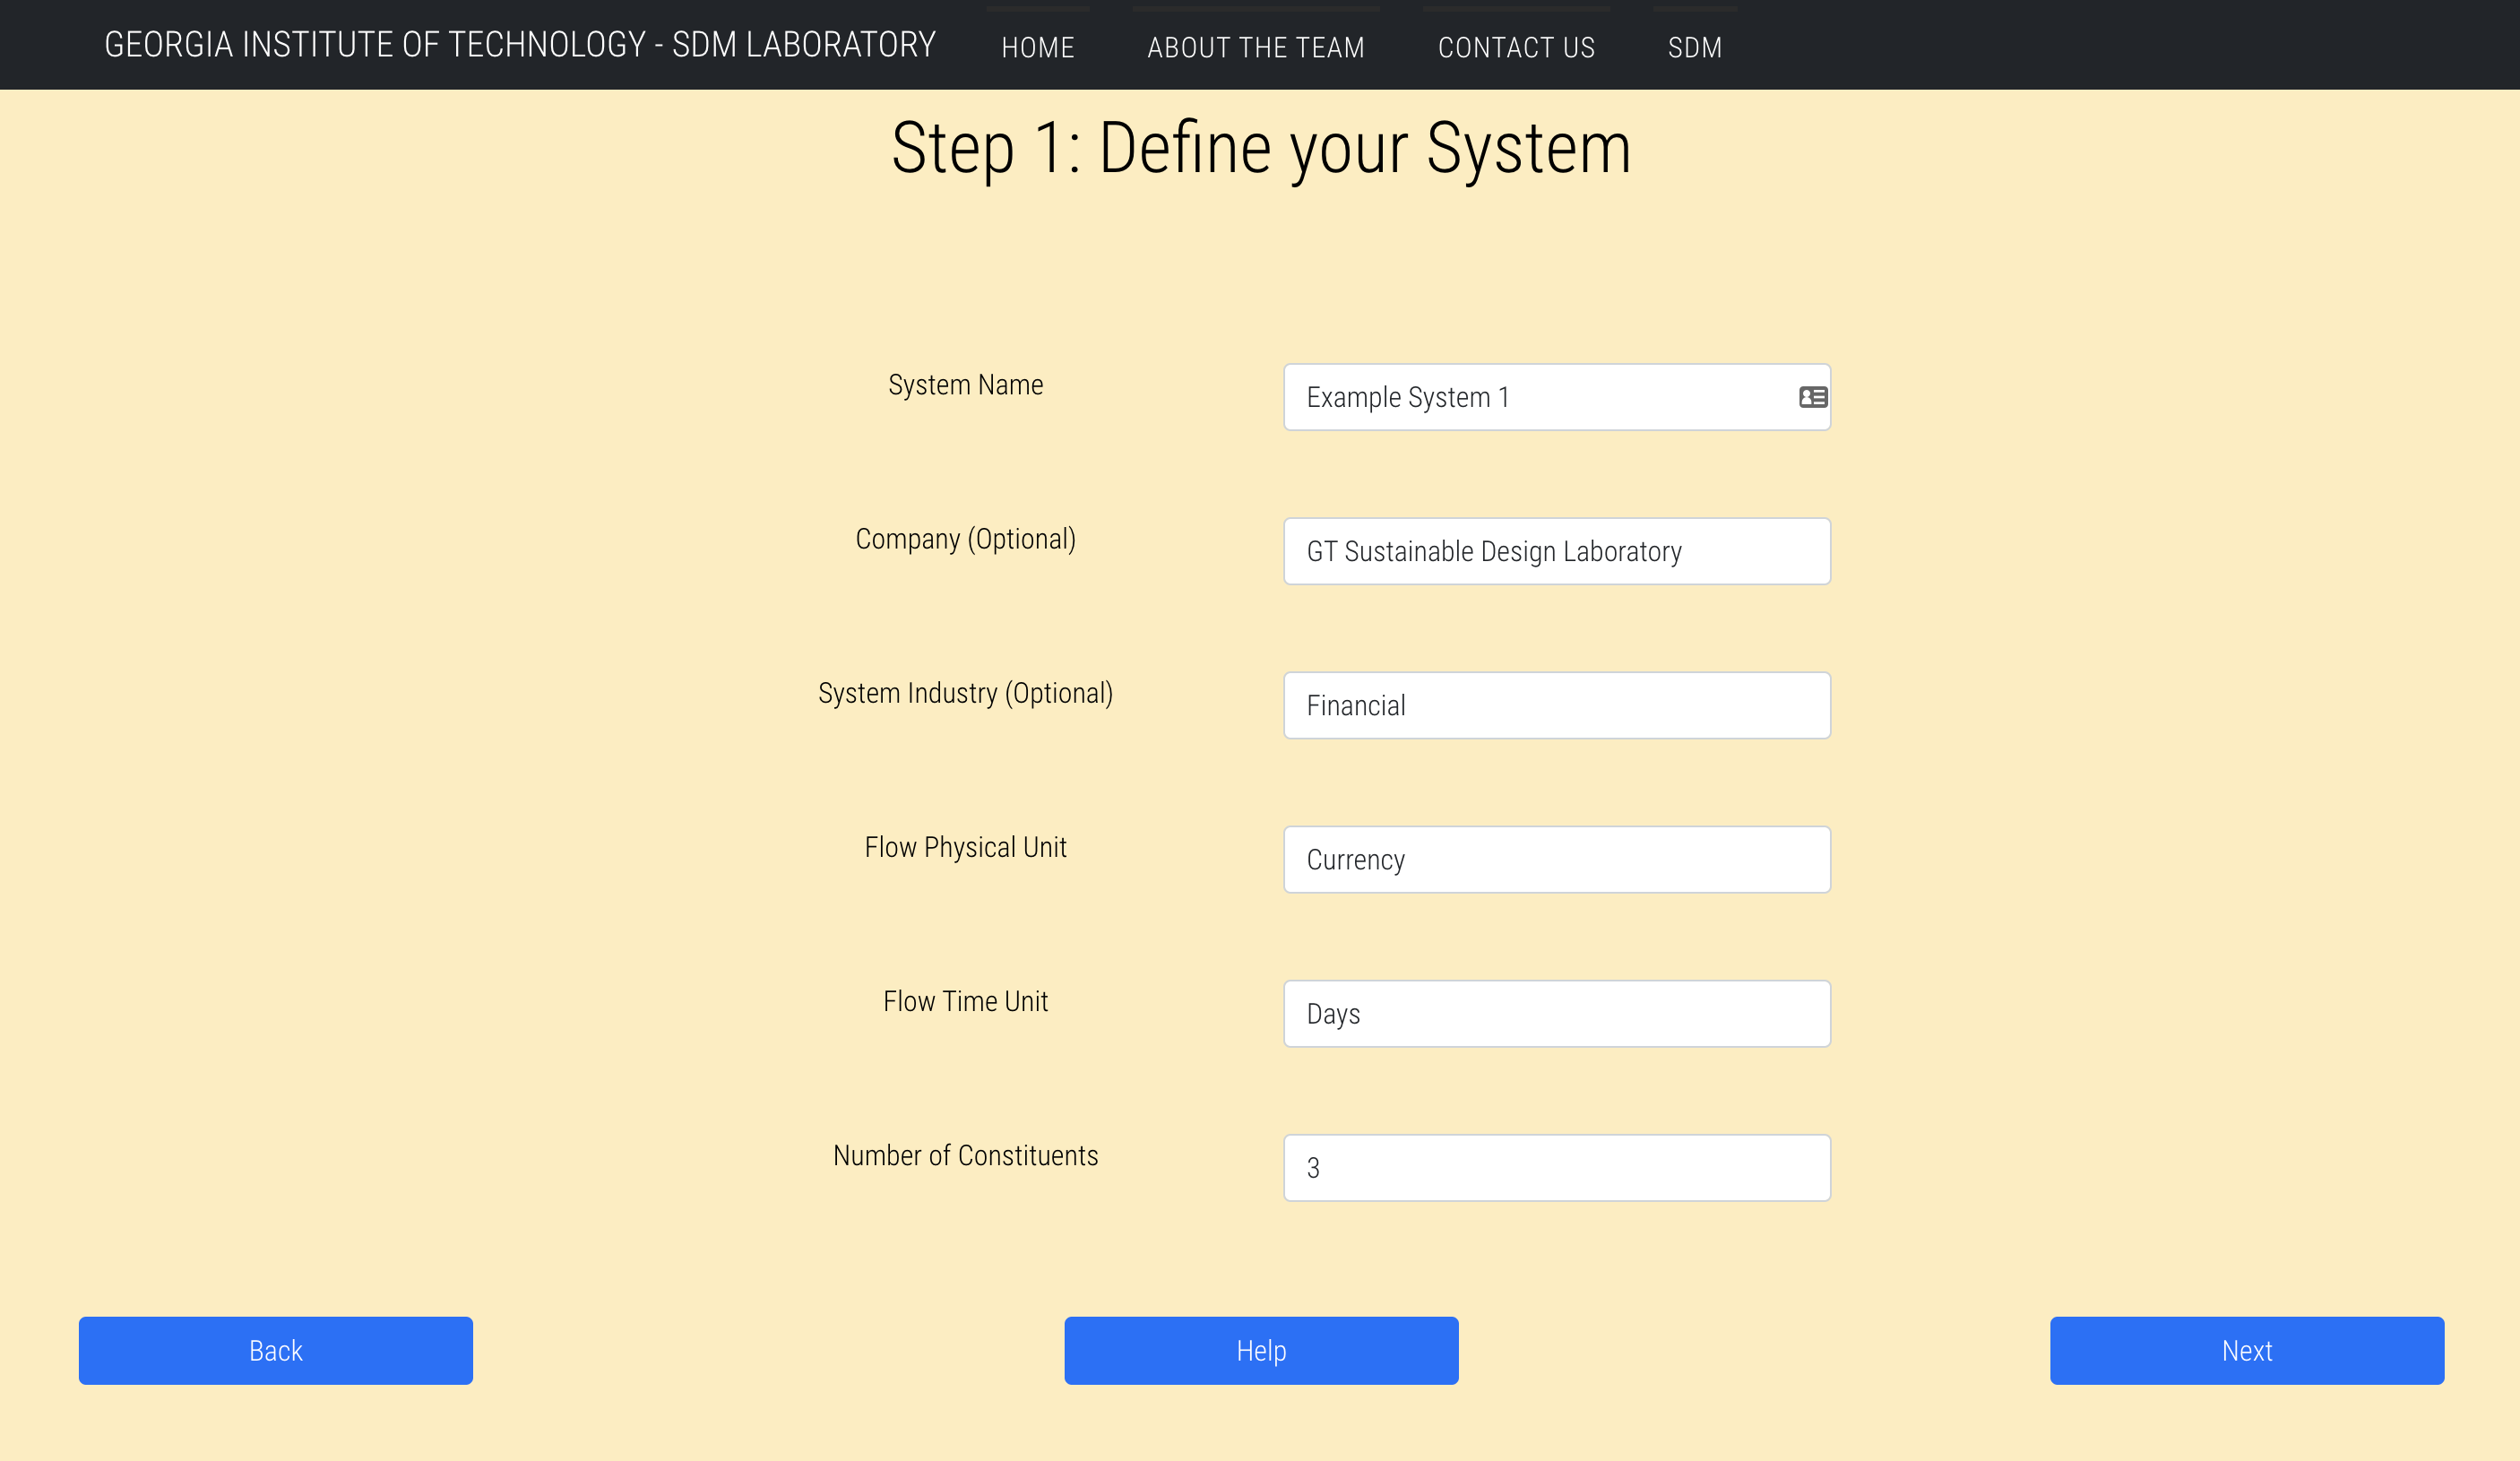 GEORGIA INSTITUTE OF TECHNOLOGY - SDM LABORATORY HOME ABOUT THE TEAM CONTACT US SDM
Step 1: Define your System
System Name Example System 1
Company (Optional) GT Sustainable Design Laboratory
System Industry (Optional) Financial
Flow Physical Unit Currency
Flow Time Unit Days
Number of Constituents 3
Back Help Next